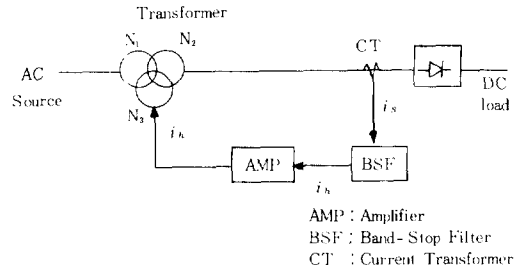 Transformer
N₁
N₂
CT
AC
Source
DC
load
N₃
iₛ
iₕ
AMP
BSF
iₕ
AMP : Amplifier
BSF : Band-Stop Filter
CT : Current Transformer